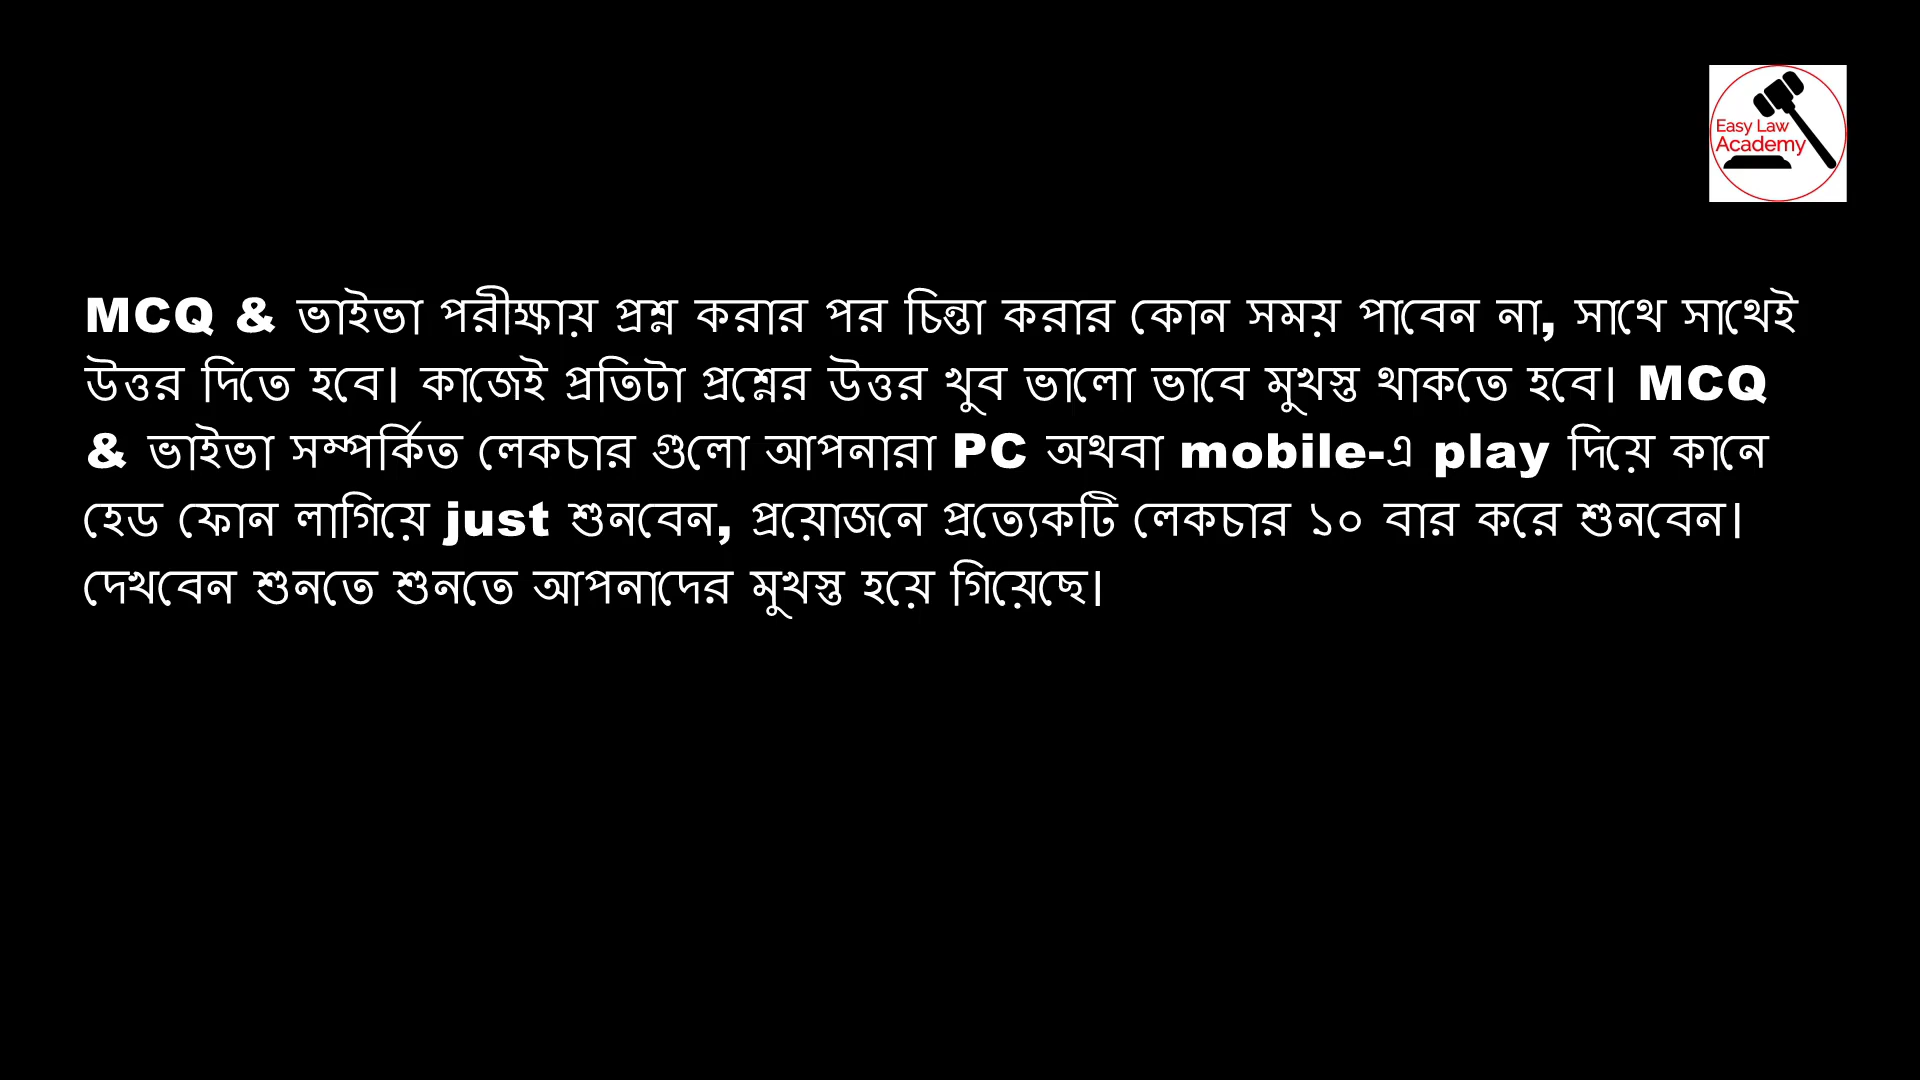 Easy Law
Academy
MCQ & ভাইভা পরীক্ষায় প্রশ্ন করার পর চিন্তা করার কোন সময় পাবেন না, সাথে সাথেই
উত্তর দিতে হবে। কাজেই প্রতিটা প্রশ্নের উত্তর খুব ভালো ভাবে মুখস্ত থাকতে হবে। MCQ
& ভাইভা সম্পর্কিত লেকচার গুলো আপনারা PC অথবা mobile-এ play দিয়ে কানে
হেড ফোন লাগিয়ে just শুনবেন, প্রয়োজনে প্রত্যেকটি লেকচার ১০ বার করে শুনবেন।
দেখবেন শুনতে শুনতে আপনাদের মুখস্ত হয়ে গিয়েছে।